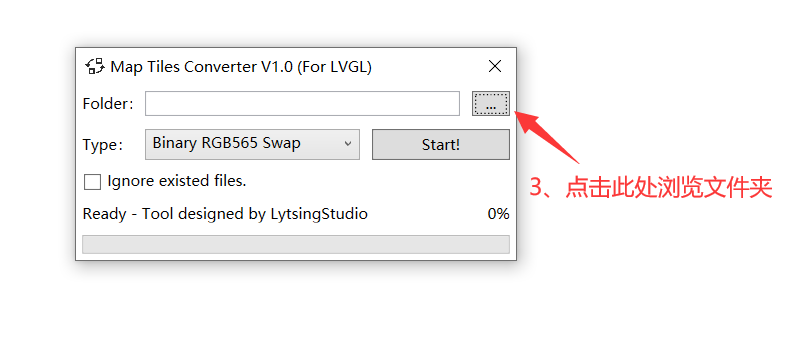 Map Tiles Converter V1.0 (For LVGL)
Folder:
...
Type:
Binary RGB565 Swap
Start!
Ignore existed files.
Ready - Tool designed by LytsingStudio
0%
3、点击此处浏览文件夹